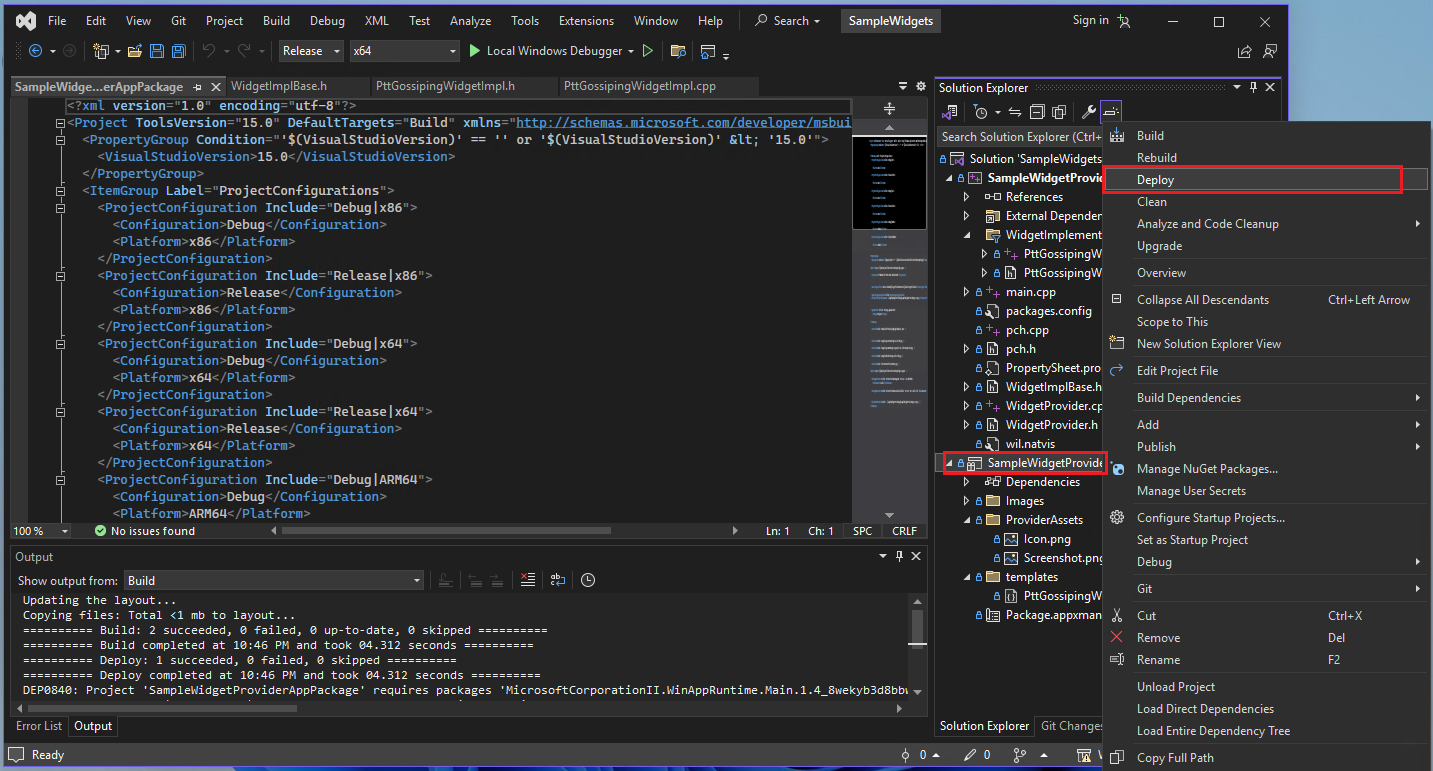 File Edit View Git Project Build Debug XML Test Analyze Tools Extensions Window Help Search SampleWidgets Sign in
Release x64 Local Windows Debugger
SampleWidge...erAppPackage WidgetImplBase.h PttGossipingWidgetImpl.h PttGossipingWidgetImpl.cpp
<?xml version="1.0" encoding="utf-8"?>
<Project ToolsVersion="15.0" DefaultTargets="Build" xmlns="http://schemas.microsoft.com/developer/msbui
<PropertyGroup Condition="'$(VisualStudioVersion)' == '' or '$(VisualStudioVersion)' &lt; '15.0'">
<VisualStudioVersion>15.0</VisualStudioVersion>
</PropertyGroup>
<ItemGroup Label="ProjectConfigurations">
<ProjectConfiguration Include="Debug|x86">
<Configuration>Debug</Configuration>
<Platform>x86</Platform>
</ProjectConfiguration>
<ProjectConfiguration Include="Release|x86">
<Configuration>Release</Configuration>
<Platform>x86</Platform>
</ProjectConfiguration>
<ProjectConfiguration Include="Debug|x64">
<Configuration>Debug</Configuration>
<Platform>x64</Platform>
</ProjectConfiguration>
<ProjectConfiguration Include="Release|x64">
<Configuration>Release</Configuration>
<Platform>x64</Platform>
</ProjectConfiguration>
<ProjectConfiguration Include="Debug|ARM64">
<Configuration>Debug</Configuration>
<Platform>ARM64</Platform>
100 % No issues found Ln: 1 Ch: 1 SPC CRLF
Output
Show output from: Build
Updating the layout...
Copying files: Total <1 mb to layout...
========== Build: 2 succeeded, 0 failed, 0 up-to-date, 0 skipped ==========
========== Build completed at 10:46 PM and took 04.312 seconds ==========
========== Deploy: 1 succeeded, 0 failed, 0 skipped ==========
========== Deploy completed at 10:46 PM and took 04.312 seconds ==========
DEP0840: Project 'SampleWidgetProviderAppPackage' requires packages 'MicrosoftCorporationII.WinAppRuntime.Main.1.4_8wekyb3d8bbw
Error List Output
Ready
Solution Explorer
Search Solution Explorer (Ctrl+
Solution 'SampleWidgets
SampleWidgetProvid
References
External Dependen
WidgetImplement
PttGossipingW
PttGossipingW
main.cpp
packages.config
pch.cpp
pch.h
PropertySheet.pro
WidgetImplBase.h
WidgetProvider.cp
WidgetProvider.h
wil.natvis
SampleWidgetProvide
Dependencies
Images
ProviderAssets
Icon.png
Screenshot.png
templates
PttGossipingW
Package.appxman
Solution Explorer Git Changes
0 0
Build
Rebuild
Deploy
Clean
Analyze and Code Cleanup
Upgrade
Overview
Collapse All Descendants Ctrl+Left Arrow
Scope to This
New Solution Explorer View
Edit Project File
Build Dependencies
Add
Publish
Manage NuGet Packages...
Manage User Secrets
Configure Startup Projects...
Set as Startup Project
Debug
Git
Cut Ctrl+X
Remove Del
Rename F2
Unload Project
Load Direct Dependencies
Load Entire Dependency Tree
Copy Full Path